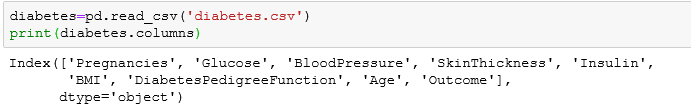 diabetes=pd.read_csv('diabetes.csv')
print(diabetes.columns)
Index(['Pregnancies', 'Glucose', 'BloodPressure', 'SkinThickness', 'Insulin',
       'BMI', 'DiabetesPedigreeFunction', 'Age', 'Outcome'],
      dtype='object')